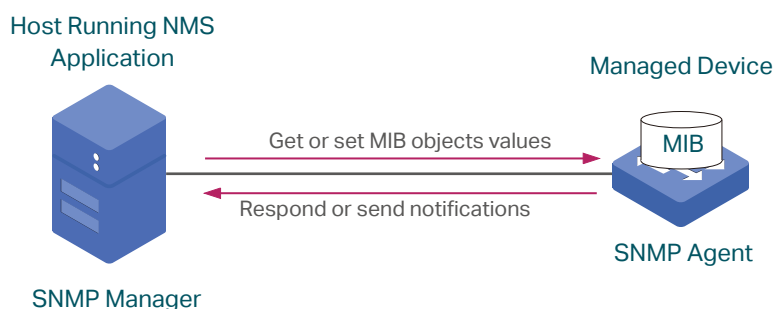 Host Running NMS
Application
Managed Device
MIB
Get or set MIB objects values
Respond or send notifications
SNMP Agent
SNMP Manager